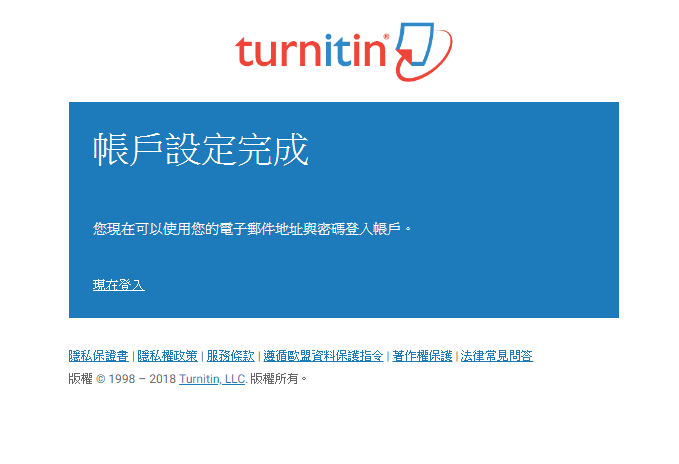 turnitin®
帳戶設定完成
您現在可以使用您的電子郵件地址與密碼登入帳戶。
現在登入
隱私保證書 | 隱私權政策 | 服務條款 | 遵循歐盟資料保護指令 | 著作權保護 | 法律常見問答
版權 © 1998 – 2018 Turnitin, LLC. 版權所有。